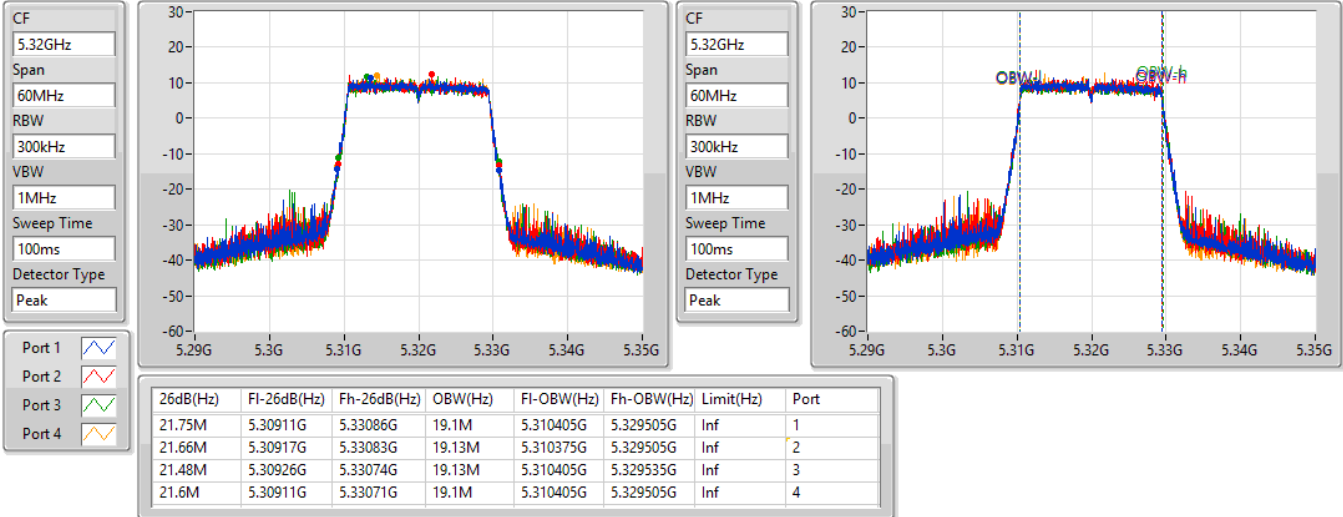 CF
5.32GHz
Span
60MHz
RBW
300kHz
VBW
1MHz
Sweep Time
100ms
Detector Type
Peak
30
20
10
0
-10
-20
-30
-40
-50
-60
5.29G 5.3G 5.31G 5.32G 5.33G 5.34G 5.35G
CF
5.32GHz
Span
60MHz
RBW
300kHz
VBW
1MHz
Sweep Time
100ms
Detector Type
Peak
30
20
10
0
-10
-20
-30
-40
-50
-60
OBW-l OBW-h
5.29G 5.3G 5.31G 5.32G 5.33G 5.34G 5.35G
Port 1
Port 2
Port 3
Port 4
26dB(Hz) Fl-26dB(Hz) Fh-26dB(Hz) OBW(Hz) Fl-OBW(Hz) Fh-OBW(Hz) Limit(Hz) Port
21.75M 5.30911G 5.33086G 19.1M 5.310405G 5.329505G Inf 1
21.66M 5.30917G 5.33083G 19.13M 5.310375G 5.329505G Inf 2
21.48M 5.30926G 5.33074G 19.13M 5.310405G 5.329535G Inf 3
21.6M 5.30911G 5.33071G 19.1M 5.310405G 5.329505G Inf 4